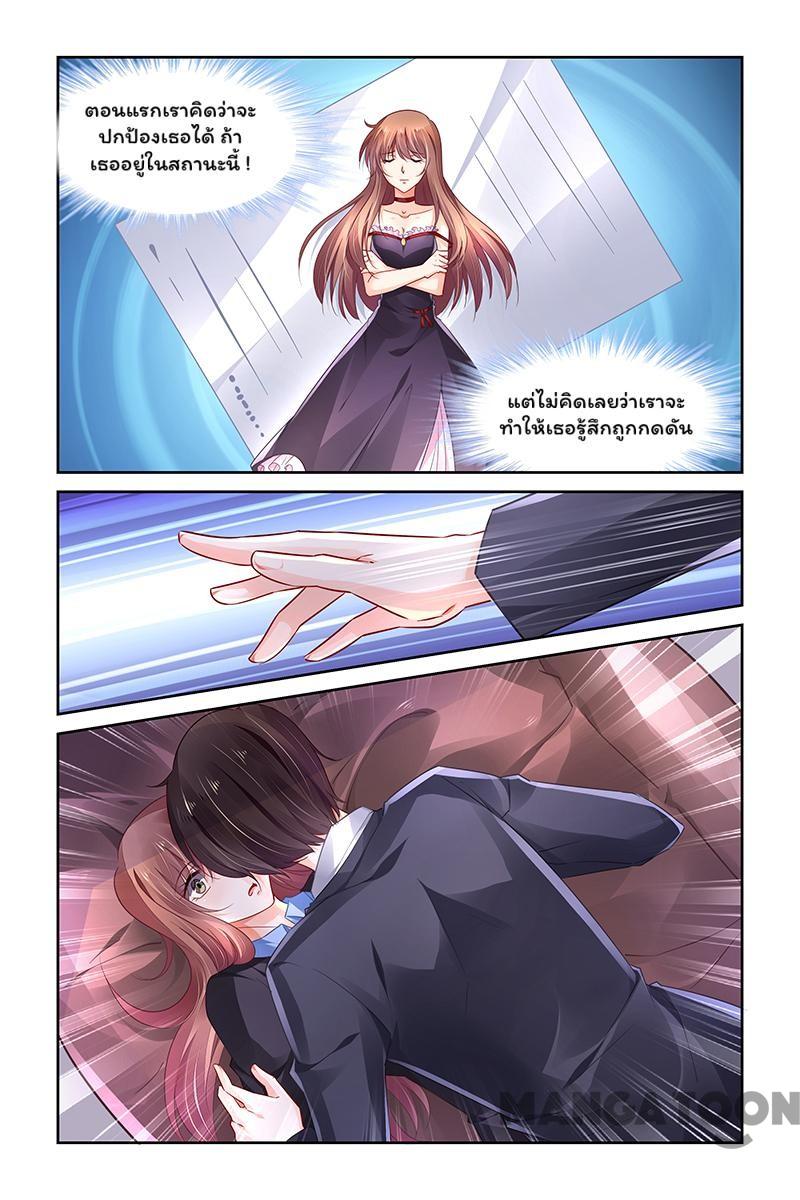 ตอนแรกเราคิดว่าจะ
ปกป้องเธอได้ ถ้า
เธออยู่ในสถานะนี้ !
แต่ไม่คิดเลยว่าเราจะ
ทำให้เธอรู้สึกถูกกดดัน
MANGATOON